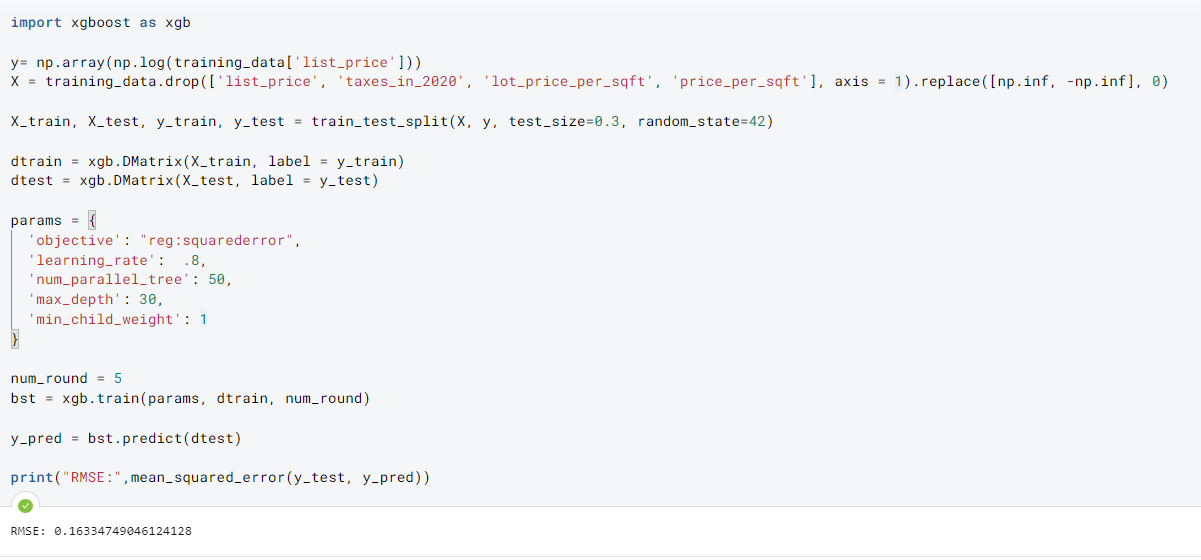 import xgboost as xgb
y= np.array(np.log(training_data['list_price']))
X = training_data.drop(['list_price', 'taxes_in_2020', 'lot_price_per_sqft', 'price_per_sqft'], axis = 1).replace([np.inf, -np.inf], 0)
X_train, X_test, y_train, y_test = train_test_split(X, y, test_size=0.3, random_state=42)
dtrain = xgb.DMatrix(X_train, label = y_train)
dtest = xgb.DMatrix(X_test, label = y_test)
params = {
  'objective': "reg:squarederror",
  'learning_rate':  .8,
  'num_parallel_tree': 50,
  'max_depth': 30,
  'min_child_weight': 1
}
num_round = 5
bst = xgb.train(params, dtrain, num_round)
y_pred = bst.predict(dtest)
print("RMSE:",mean_squared_error(y_test, y_pred))
RMSE: 0.16334749046124128